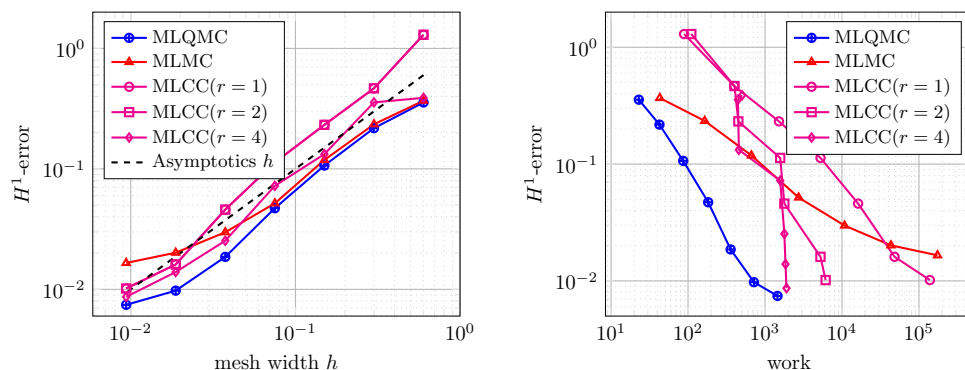 MLQMC
MLMC
MLCC(r = 1)
MLCC(r = 2)
MLCC(r = 4)
Asymptotics h
10^0
10^{-1}
10^{-2}
H^1-error
10^{-2}
10^{-1}
10^0
mesh width h
MLQMC
MLMC
MLCC(r = 1)
MLCC(r = 2)
MLCC(r = 4)
10^0
10^{-1}
10^{-2}
H^1-error
10^1
10^2
10^3
10^4
10^5
work